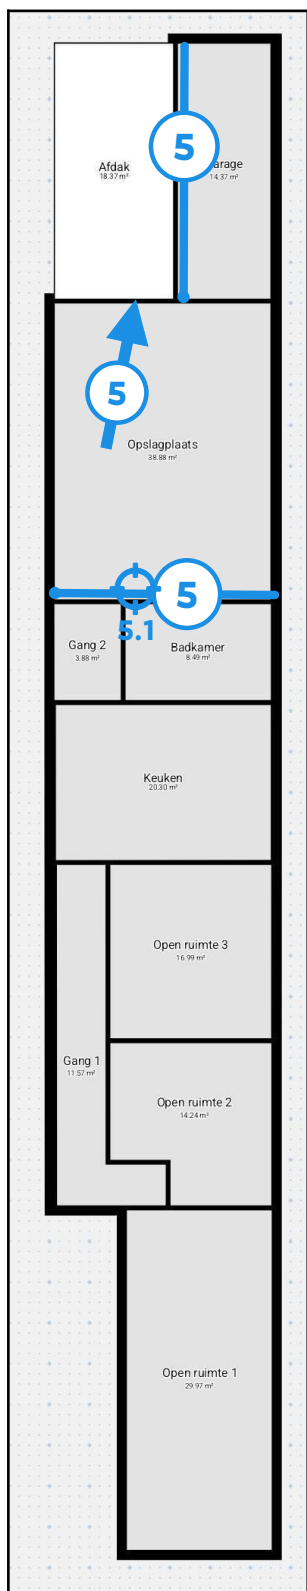 5
Afdak
18.37 m²
arage
14.37 m²
5
Opslagplaats
38.88 m²
5
5.1
Gang 2
3.88 m²
Badkamer
8.49 m²
Keuken
20.30 m²
Open ruimte 3
16.99 m²
Gang 1
11.57 m²
Open ruimte 2
14.24 m²
Open ruimte 1
29.97 m²